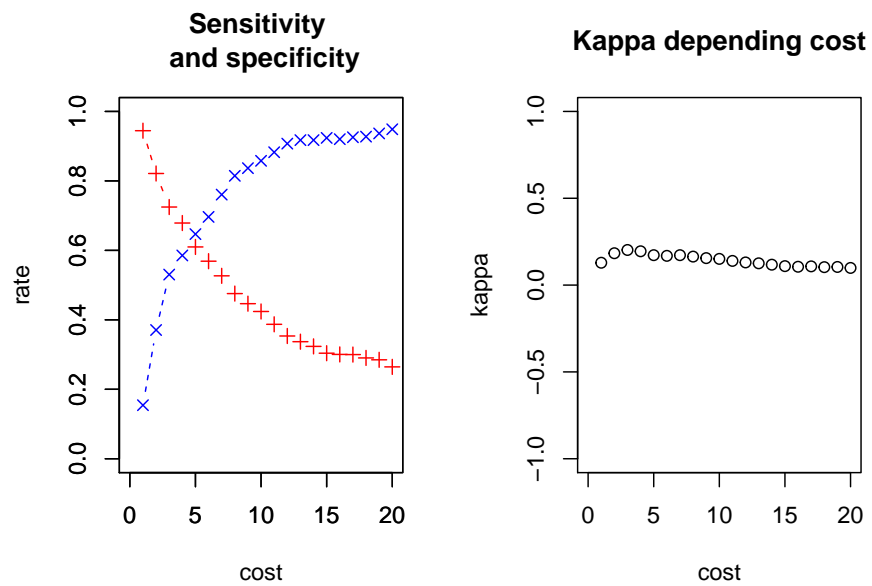 Sensitivity
and specificity
rate
1.0
0.8
0.6
0.4
0.2
0.0
0 5 10 15 20
cost
Kappa depending cost
kappa
1.0
0.5
0.0
−0.5
−1.0
0 5 10 15 20
cost